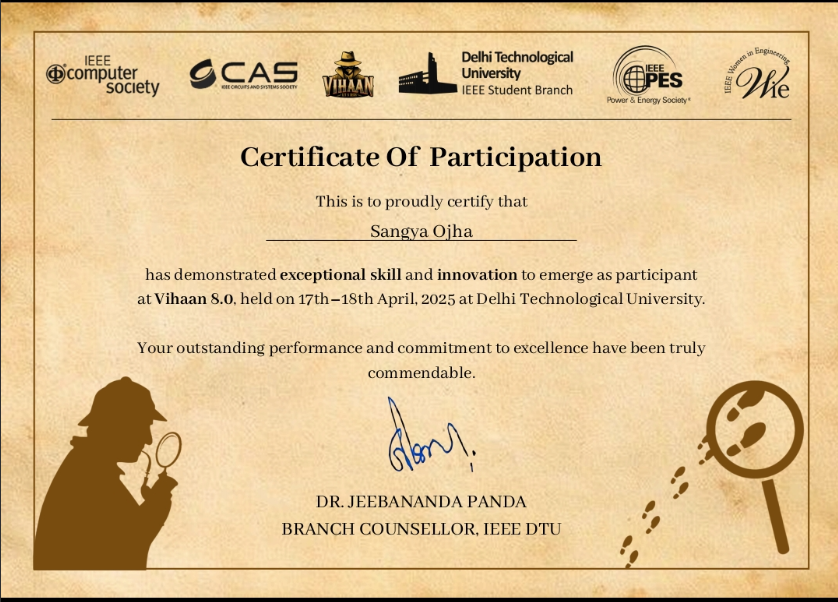 IEEE
computer
society
CAS
IEEE CIRCUITS AND SYSTEMS SOCIETY
VIHAAN
Delhi Technological
University
IEEE Student Branch
IEEE
PES
Power & Energy Society®
IEEE Women in Engineering
WIE
Certificate Of Participation
This is to proudly certify that
Sangya Ojha
has demonstrated exceptional skill and innovation to emerge as participant
at Vihaan 8.0, held on 17th–18th April, 2025 at Delhi Technological University.
Your outstanding performance and commitment to excellence have been truly
commendable.
DR. JEEBANANDA PANDA
BRANCH COUNSELLOR, IEEE DTU